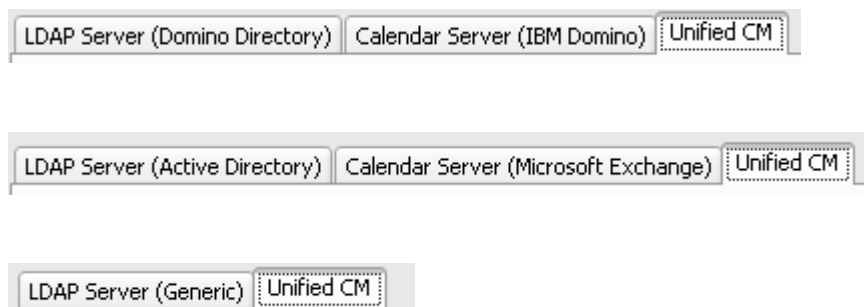 LDAP Server (Domino Directory) Calendar Server (IBM Domino) Unified CM
LDAP Server (Active Directory) Calendar Server (Microsoft Exchange) Unified CM
LDAP Server (Generic) Unified CM